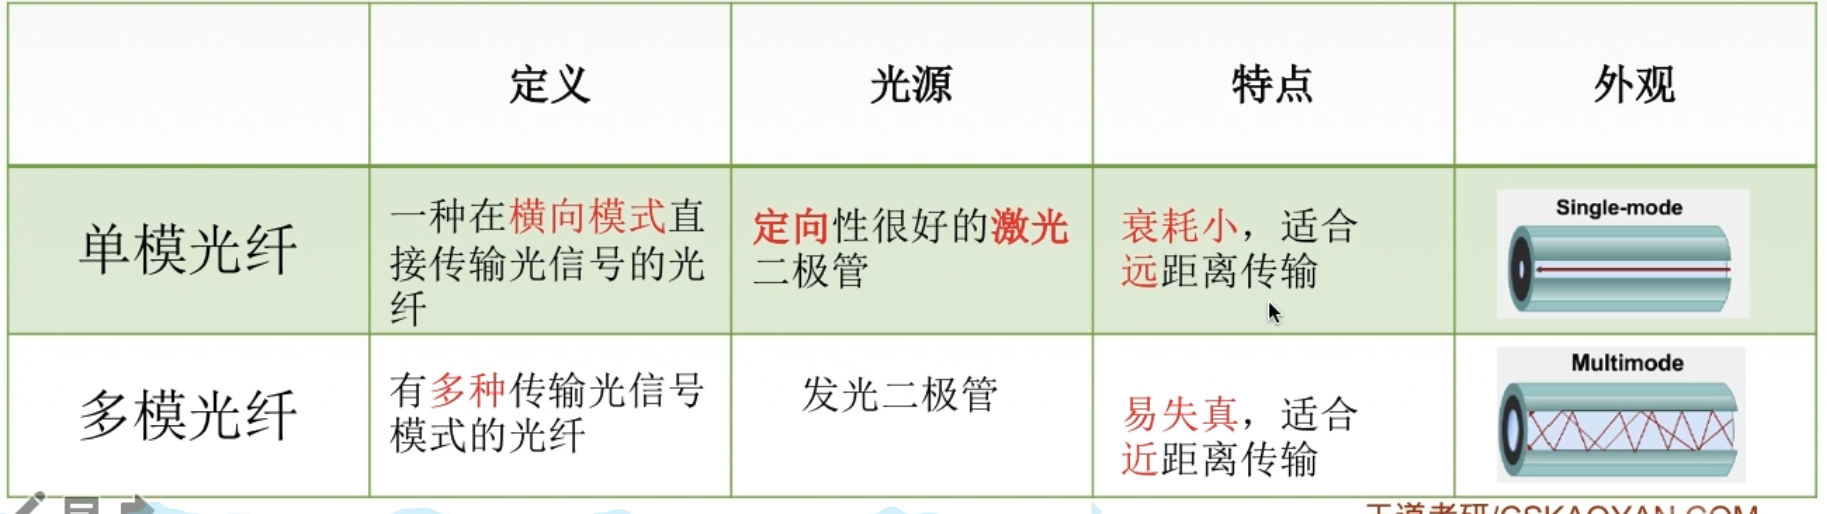 定义
光源
特点
外观
单模光纤
一种在横向模式直
接传输光信号的光
纤
定向性很好的激光
二极管
衰耗小，适合
远距离传输
Single-mode
多模光纤
有多种传输光信号
模式的光纤
发光二极管
易失真，适合
近距离传输
Multimode
王道考研/CSKAOYAN.COM